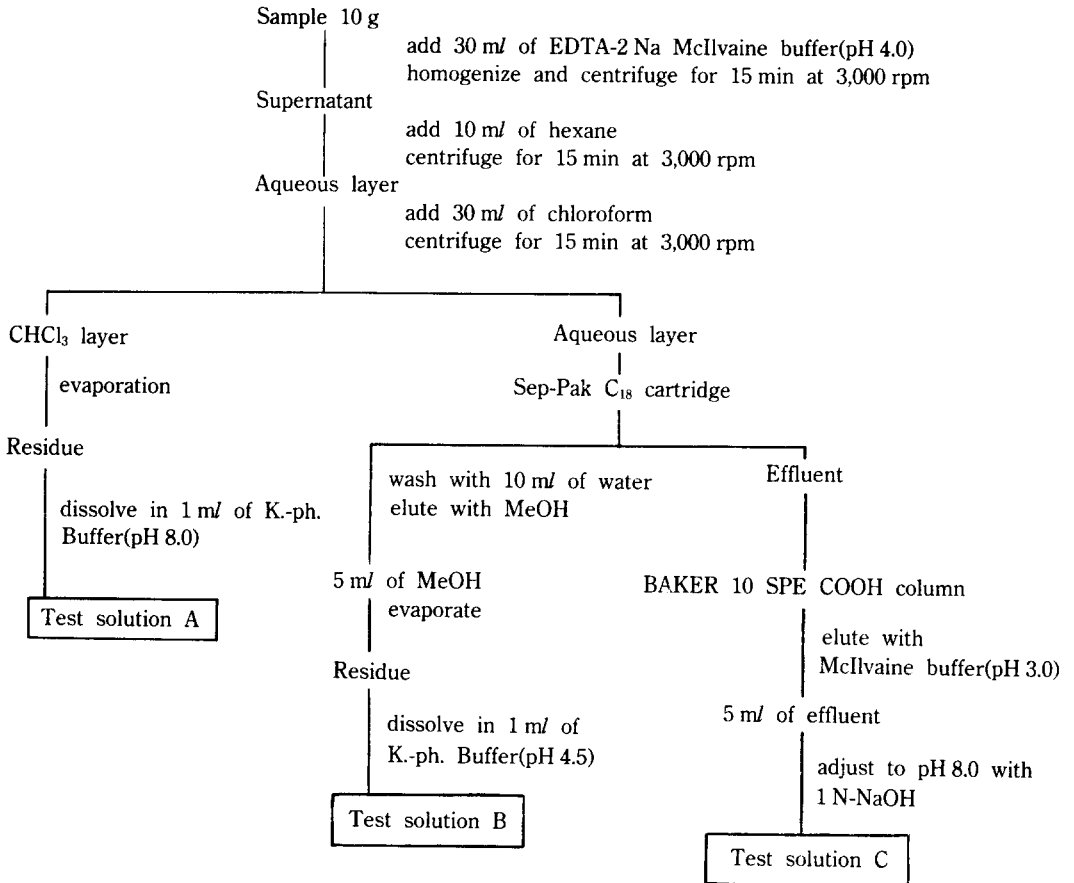 Sample 10 g
add 30 ml of EDTA-2 Na McIlvaine buffer(pH 4.0)
homogenize and centrifuge for 15 min at 3,000 rpm
Supernatant
add 10 ml of hexane
centrifuge for 15 min at 3,000 rpm
Aqueous layer
add 30 ml of chloroform
centrifuge for 15 min at 3,000 rpm
CHCl₃ layer
evaporation
Residue
dissolve in 1 ml of K.-ph.
Buffer(pH 8.0)
Test solution A
Aqueous layer
Sep-Pak C₁₈ cartridge
wash with 10 ml of water
elute with MeOH
5 ml of MeOH
evaporate
Residue
dissolve in 1 ml of
K.-ph. Buffer(pH 4.5)
Test solution B
Effluent
BAKER 10 SPE COOH column
elute with
McIlvaine buffer(pH 3.0)
5 ml of effluent
adjust to pH 8.0 with
1 N-NaOH
Test solution C